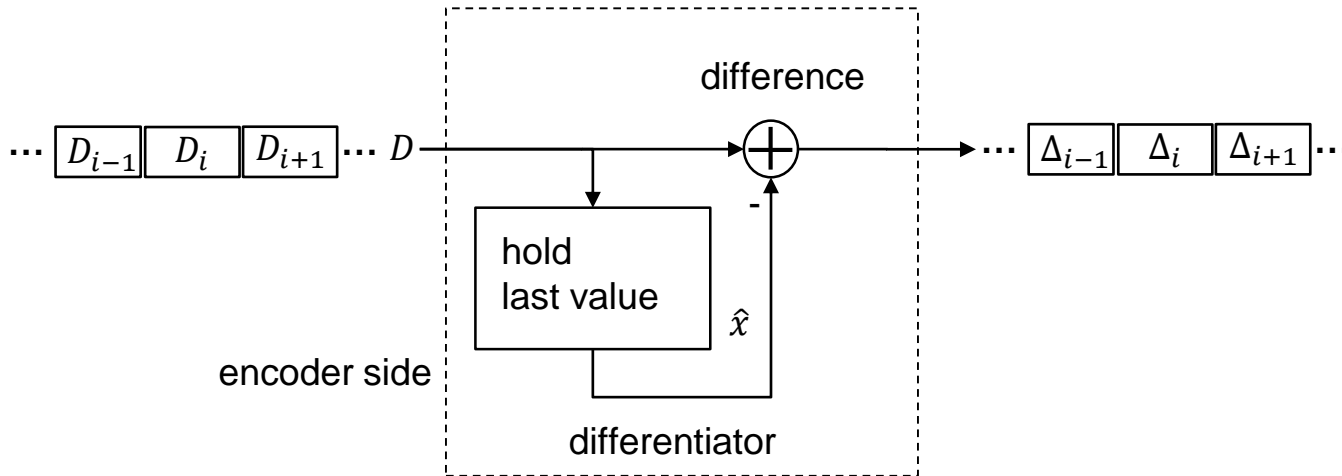 difference
... D_{i-1} D_i D_{i+1} ... D
... Δ_{i-1} Δ_i Δ_{i+1} ..
+
-
hold
last value
x̂
encoder side
differentiator